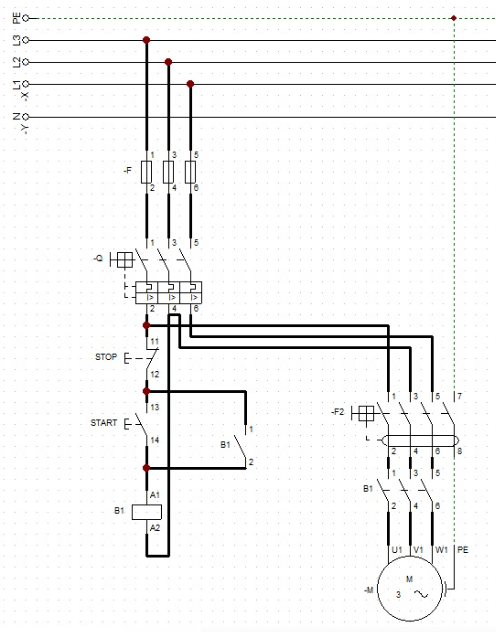 PE
L3
L2
L1
-X
N
-Y
1 3 5
-F
2 4 6
1 3 5
-Q
I> I> I>
2 4 6
11
STOP
12
13
START
14
1
B1
2
A1
B1
A2
1 3 5 7
-F2
2 4 6 8
1 3 5
B1
2 4 6
U1 V1 W1 PE
M
-M
3